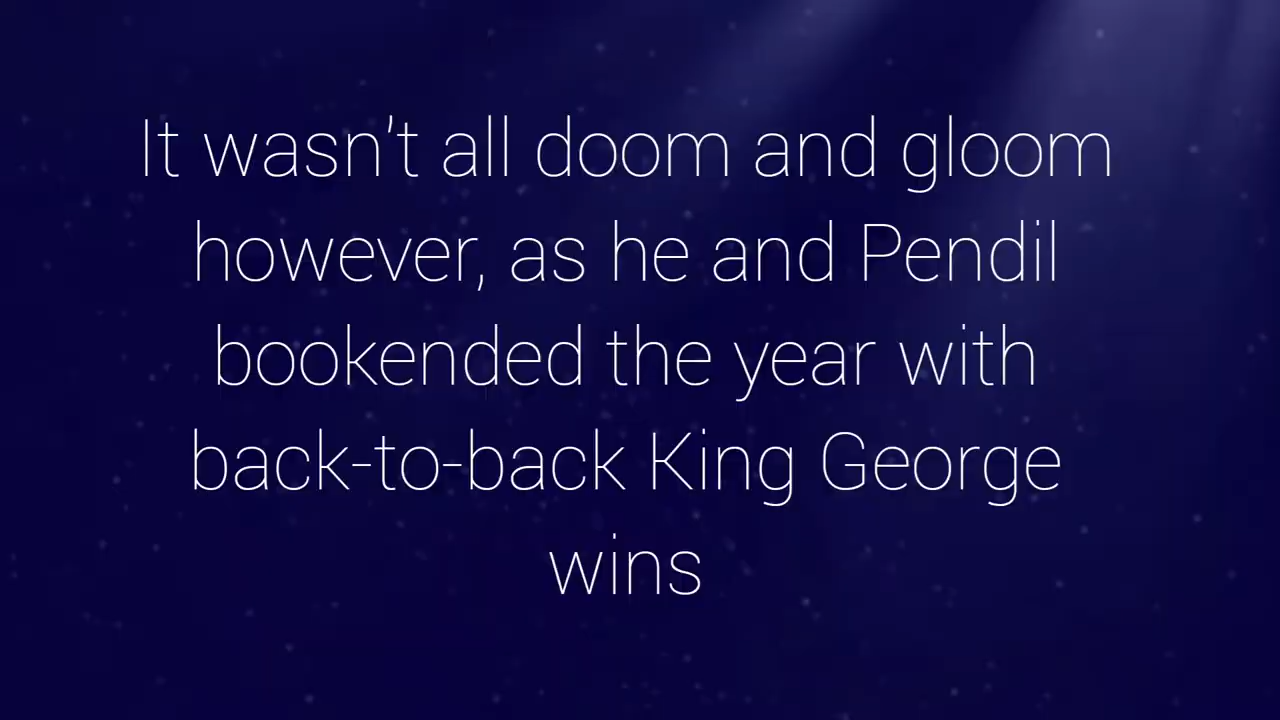 It wasn't all doom and gloom
however, as he and Pendil
bookended the year with
back-to-back King George
wins